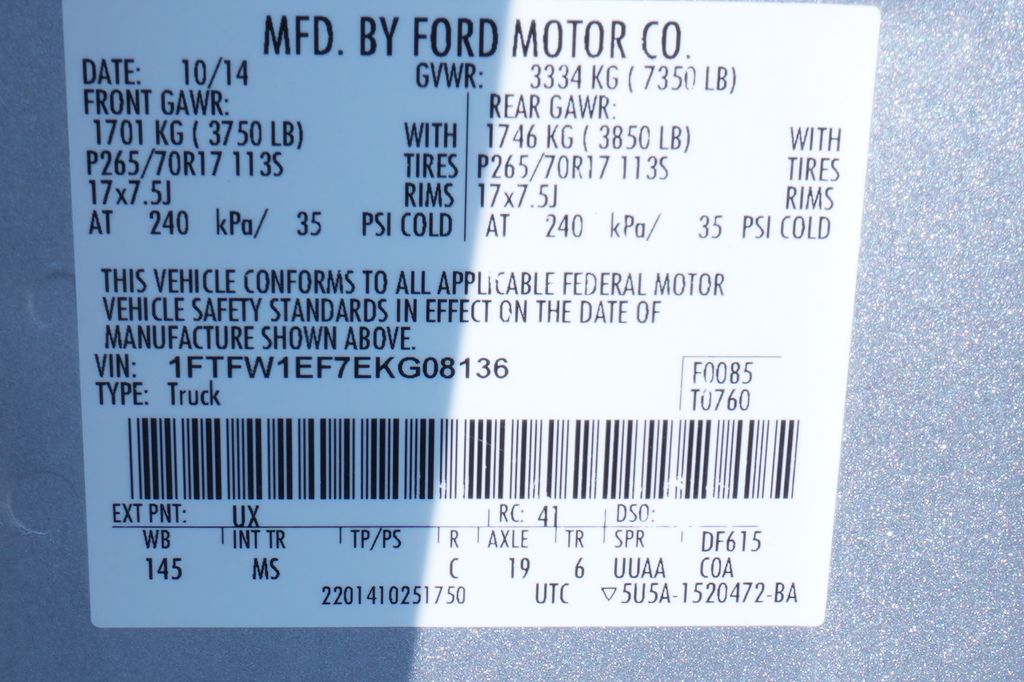 MFD. BY FORD MOTOR CO.
DATE: 10/14 GVWR: 3334 KG ( 7350 LB)
FRONT GAWR: REAR GAWR:
1701 KG ( 3750 LB) WITH 1746 KG ( 3850 LB) WITH
P265/70R17 113S TIRES P265/70R17 113S TIRES
17x7.5J RIMS 17x7.5J RIMS
AT 240 kPa/ 35 PSI COLD AT 240 kPa/ 35 PSI COLD
THIS VEHICLE CONFORMS TO ALL APPLICABLE FEDERAL MOTOR
VEHICLE SAFETY STANDARDS IN EFFECT ON THE DATE OF
MANUFACTURE SHOWN ABOVE.
VIN: 1FTFW1EF7EKG08136 F0085
TYPE: Truck T0760
EXT PNT: UX RC: 41 DSO:
WB INT TR TP/PS R AXLE TR SPR DF615
145 MS C 19 6 UUAA COA
2201410251750 UTC ▽5U5A-1520472-BA